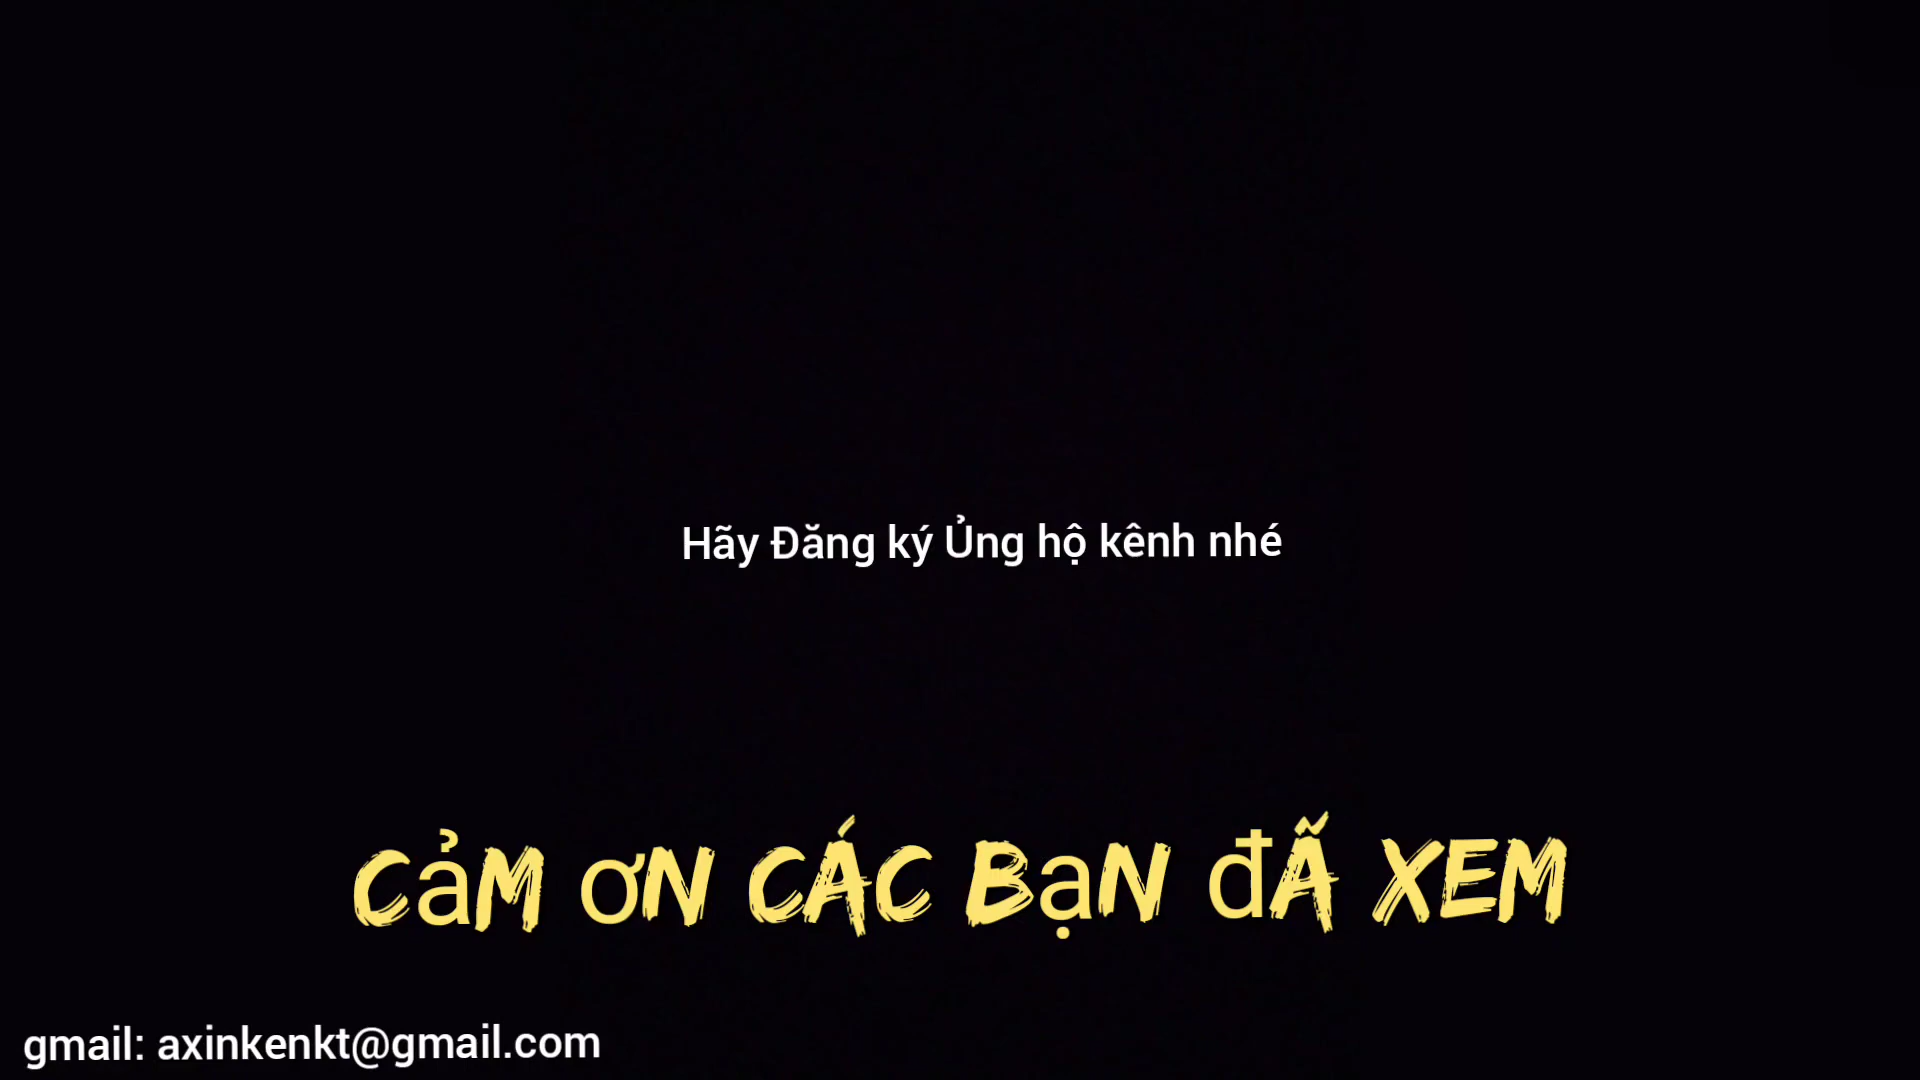 Hãy Đăng ký Ủng hộ kênh nhé
CảM ơN CÁC BạN đÃ XEM
gmail: axinkenkt@gmail.com